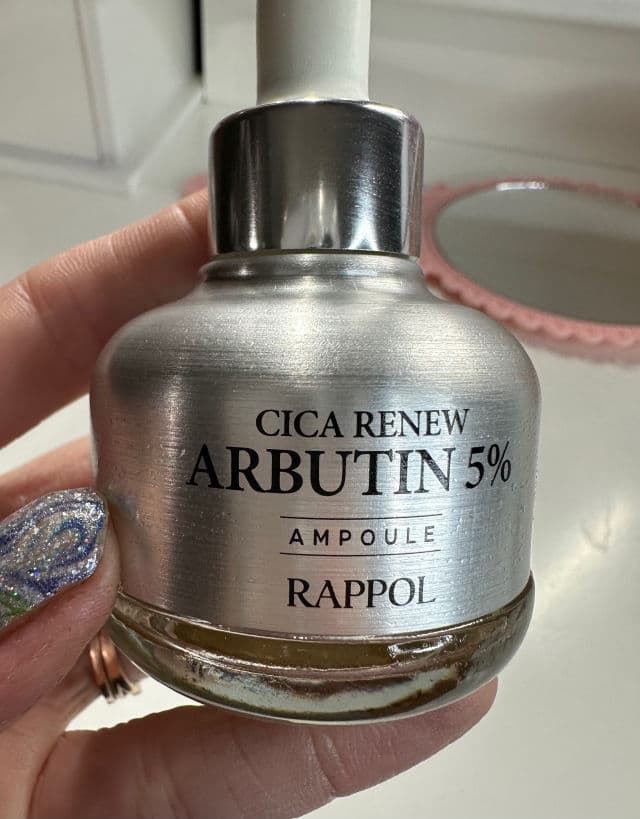 CICA RENEW
ARBUTIN 5%
AMPOULE
RAPPOL